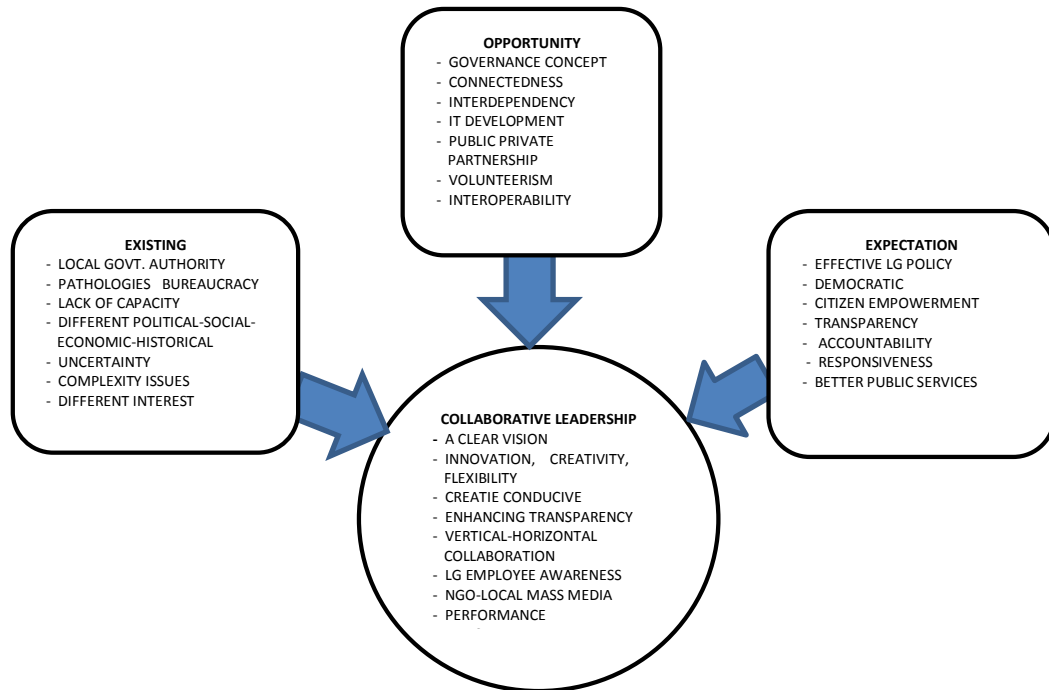 OPPORTUNITY
- GOVERNANCE CONCEPT
- CONNECTEDNESS
- INTERDEPENDENCY
- IT DEVELOPMENT
- PUBLIC PRIVATE
PARTNERSHIP
- VOLUNTEERISM
- INTEROPERABILITY
EXISTING
- LOCAL GOVT. AUTHORITY
- PATHOLOGIES BUREAUCRACY
- LACK OF CAPACITY
- DIFFERENT POLITICAL-SOCIAL-
ECONOMIC-HISTORICAL
- UNCERTAINTY
- COMPLEXITY ISSUES
- DIFFERENT INTEREST
EXPECTATION
- EFFECTIVE LG POLICY
- DEMOCRATIC
- CITIZEN EMPOWERMENT
- TRANSPARENCY
- ACCOUNTABILITY
- RESPONSIVENESS
- BETTER PUBLIC SERVICES
COLLABORATIVE LEADERSHIP
- A CLEAR VISION
- INNOVATION, CREATIVITY,
FLEXIBILITY
- CREATIE CONDUCIVE
- ENHANCING TRANSPARENCY
- VERTICAL-HORIZONTAL
COLLABORATION
- LG EMPLOYEE AWARENESS
- NGO-LOCAL MASS MEDIA
- PERFORMANCE